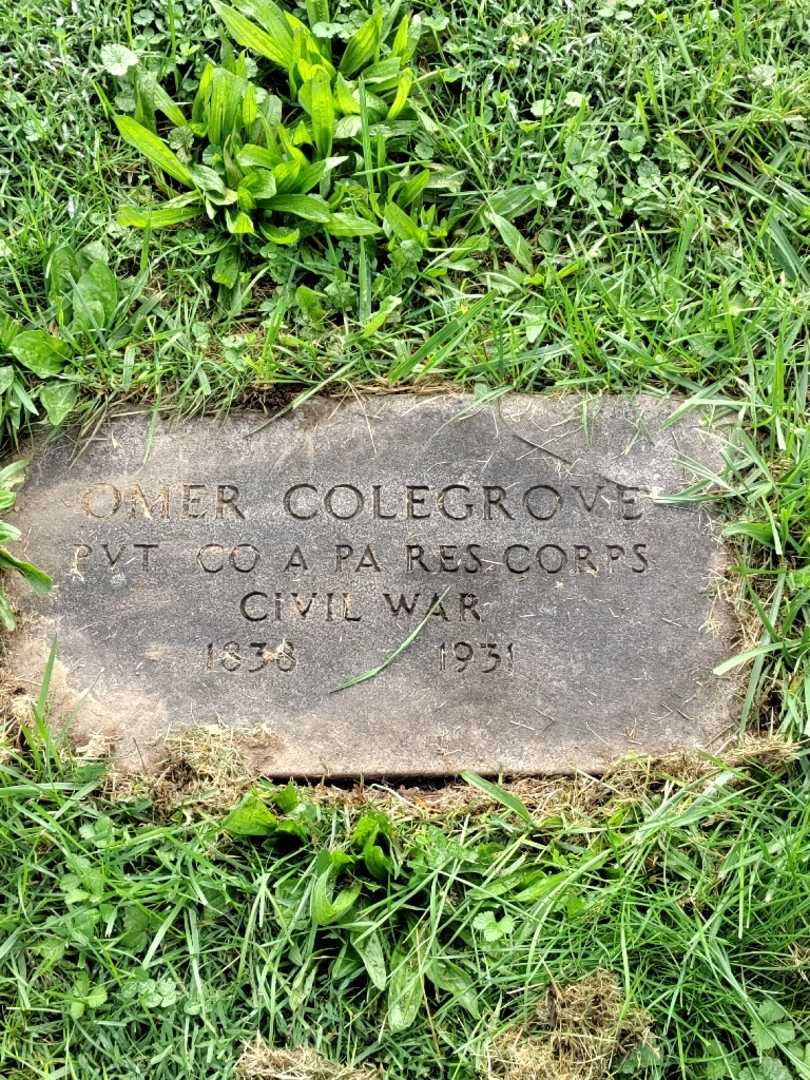 OMER COLEGROVE
PVT CO A PA RES CORPS
CIVIL WAR
1838 1931